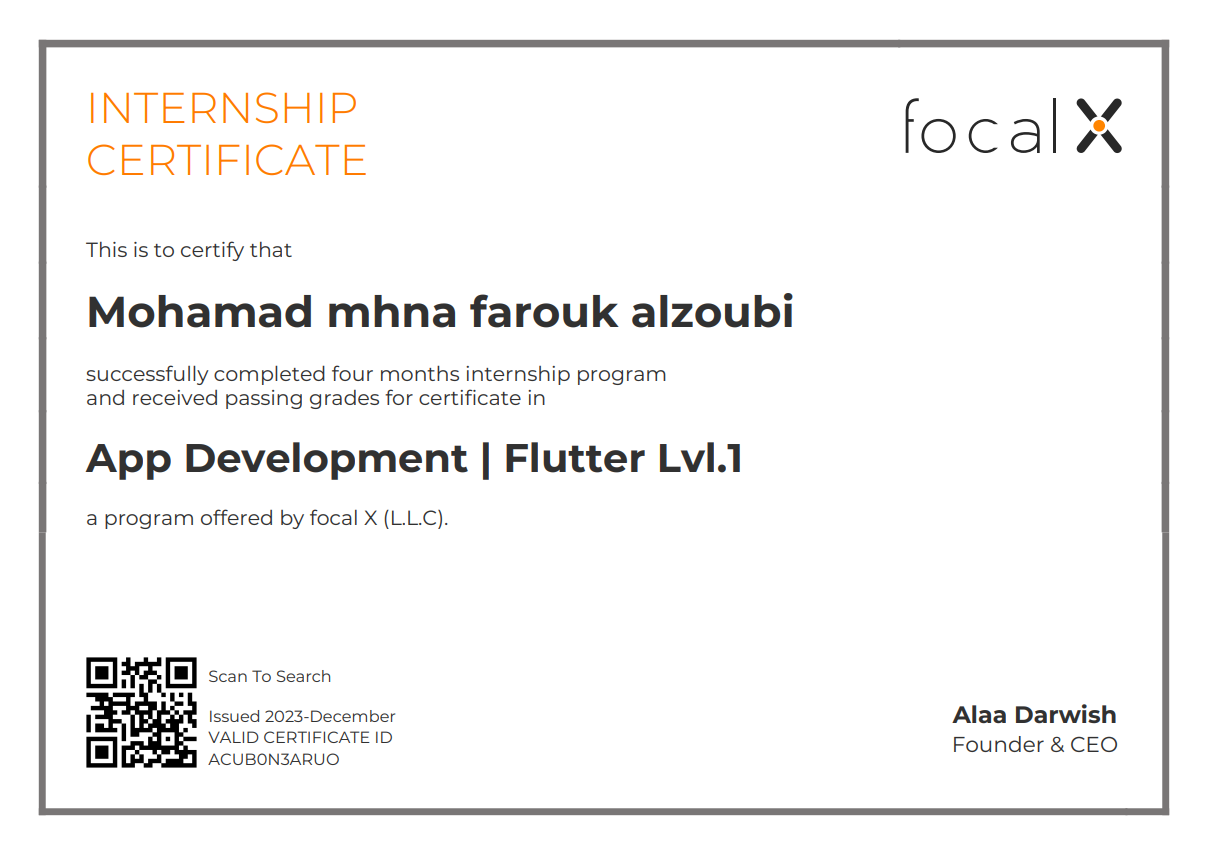 INTERNSHIP
CERTIFICATE
focal X
This is to certify that
Mohamad mhna farouk alzoubi
successfully completed four months internship program
and received passing grades for certificate in
App Development | Flutter Lvl.1
a program offered by focal X (L.L.C).
Scan To Search
Issued 2023-December
VALID CERTIFICATE ID
ACUB0N3ARUO
Alaa Darwish
Founder & CEO